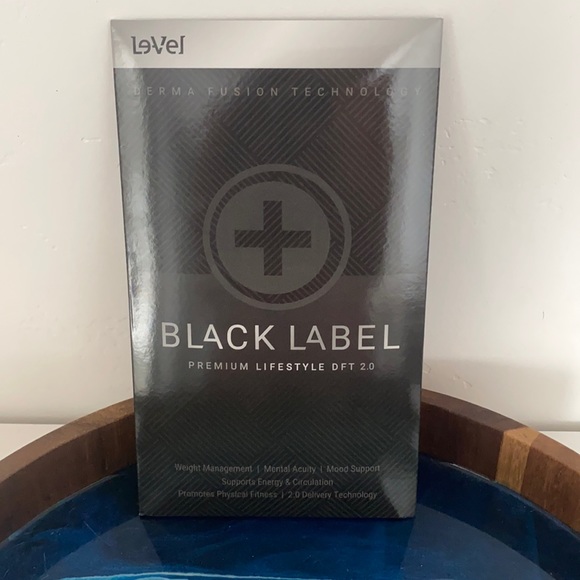 LeVel
DERMA FUSION TECHNOLOGY
BLACK LABEL
PREMIUM LIFESTYLE DFT 2.0
Weight Management | Mental Acuity | Mood Support
Supports Energy & Circulation
Promotes Physical Fitness | 2.0 Delivery Technology